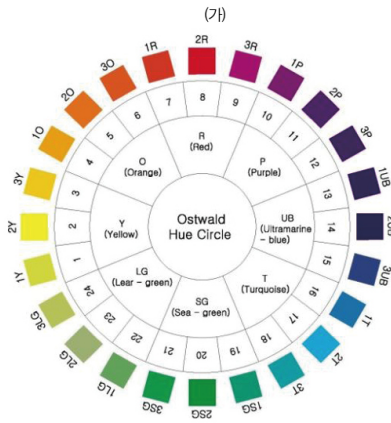 (가)
2R
3R
1P
2P
3P
1UB
2UB
3UB
1T
2T
3T
1SG
2SG
3SG
1LG
2LG
3LG
1Y
2Y
3Y
1O
2O
3O
1R
8
9
10
11
12
13
14
15
16
17
18
19
20
21
22
23
24
1
2
3
4
5
6
7
R
(Red)
P
(Purple)
UB
(Ultramarine
- blue)
T
(Turquoise)
SG
(Sea - green)
LG
(Lear - green)
Y
(Yellow)
O
(Orange)
Ostwald
Hue Circle